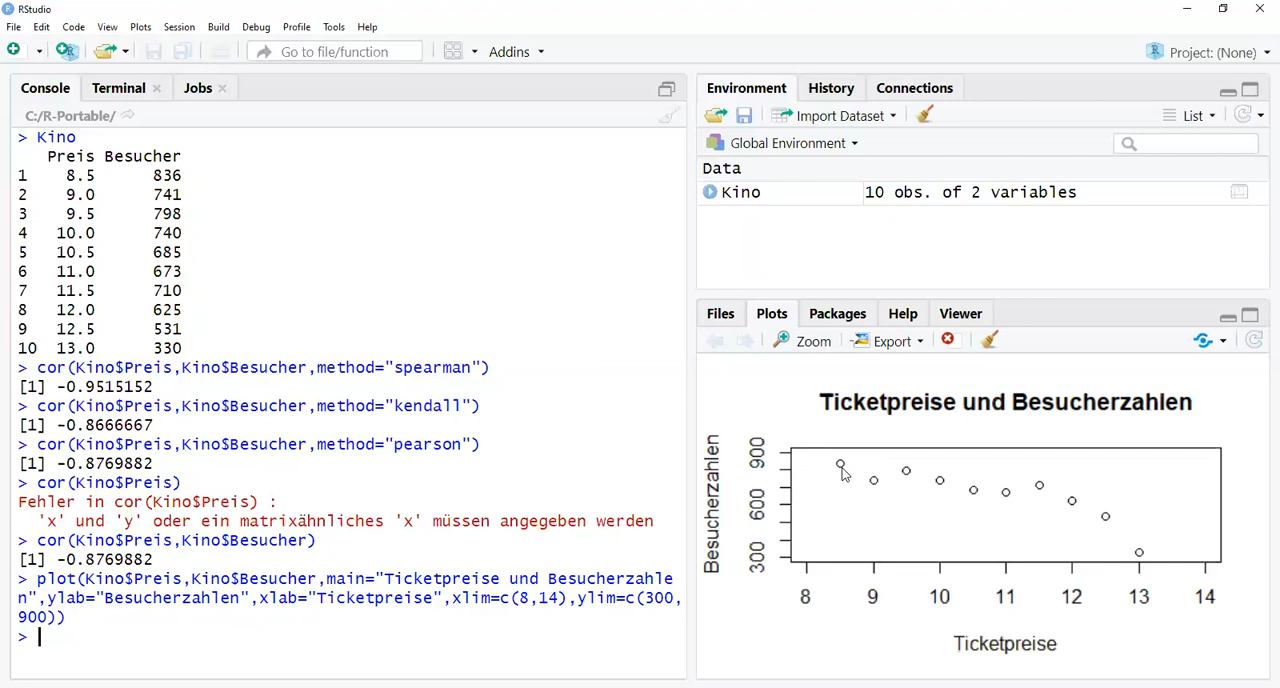 RStudio
File Edit Code View Plots Session Build Debug Profile Tools Help
Go to file/function Addins Project: (None)
Console Terminal Jobs
C:/R-Portable/
> Kino
Preis Besucher
1 8.5 836
2 9.0 741
3 9.5 798
4 10.0 740
5 10.5 685
6 11.0 673
7 11.5 710
8 12.0 625
9 12.5 531
10 13.0 330
> cor(Kino$Preis,Kino$Besucher,method="spearman")
[1] -0.9515152
> cor(Kino$Preis,Kino$Besucher,method="kendall")
[1] -0.8666667
> cor(Kino$Preis,Kino$Besucher,method="pearson")
[1] -0.8769882
> cor(Kino$Preis)
Fehler in cor(Kino$Preis) :
'x' und 'y' oder ein matrixähnliches 'x' müssen angegeben werden
> cor(Kino$Preis,Kino$Besucher)
[1] -0.8769882
> plot(Kino$Preis,Kino$Besucher,main="Ticketpreise und Besucherzahle
n",ylab="Besucherzahlen",xlab="Ticketpreise",xlim=c(8,14),ylim=c(300,
900))
>
Environment History Connections
Import Dataset List
Global Environment
Data
Kino 10 obs. of 2 variables
Files Plots Packages Help Viewer
Zoom Export
Ticketpreise und Besucherzahlen
Besucherzahlen
900
600
300
8 9 10 11 12 13 14
Ticketpreise